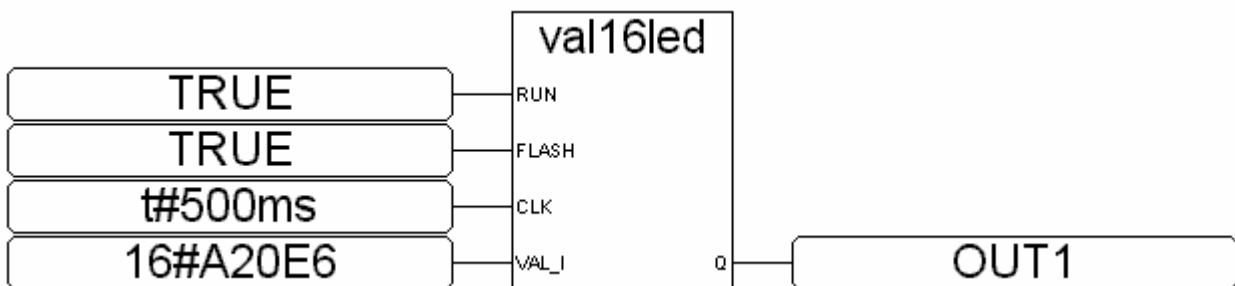 val16led
TRUE RUN
TRUE FLASH
t#500ms CLK
16#A20E6 VAL_I Q OUT1